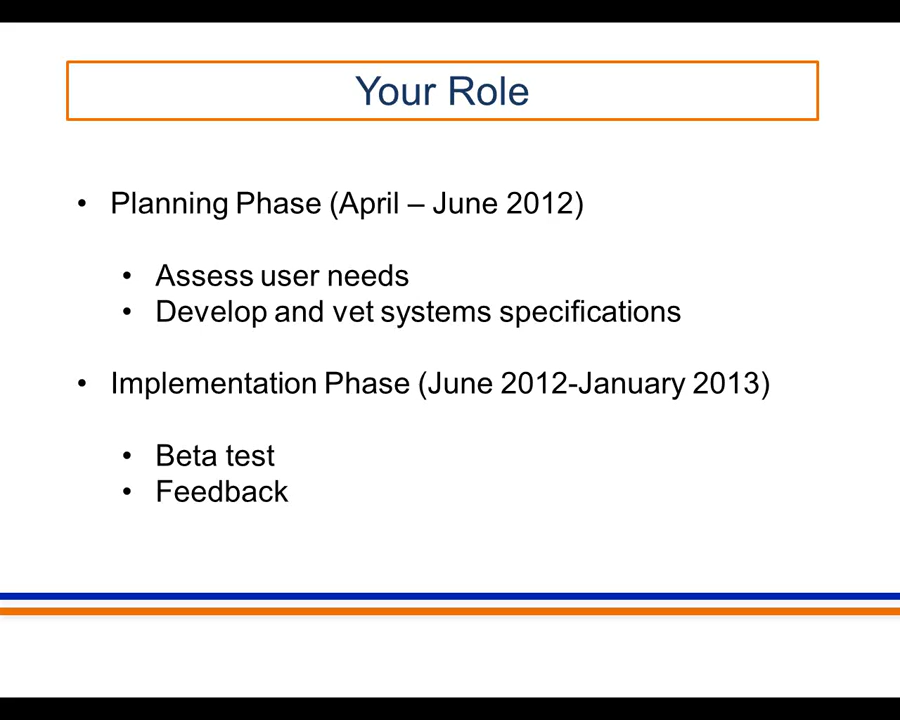 Your Role
• Planning Phase (April – June 2012)
• Assess user needs
• Develop and vet systems specifications
• Implementation Phase (June 2012-January 2013)
• Beta test
• Feedback